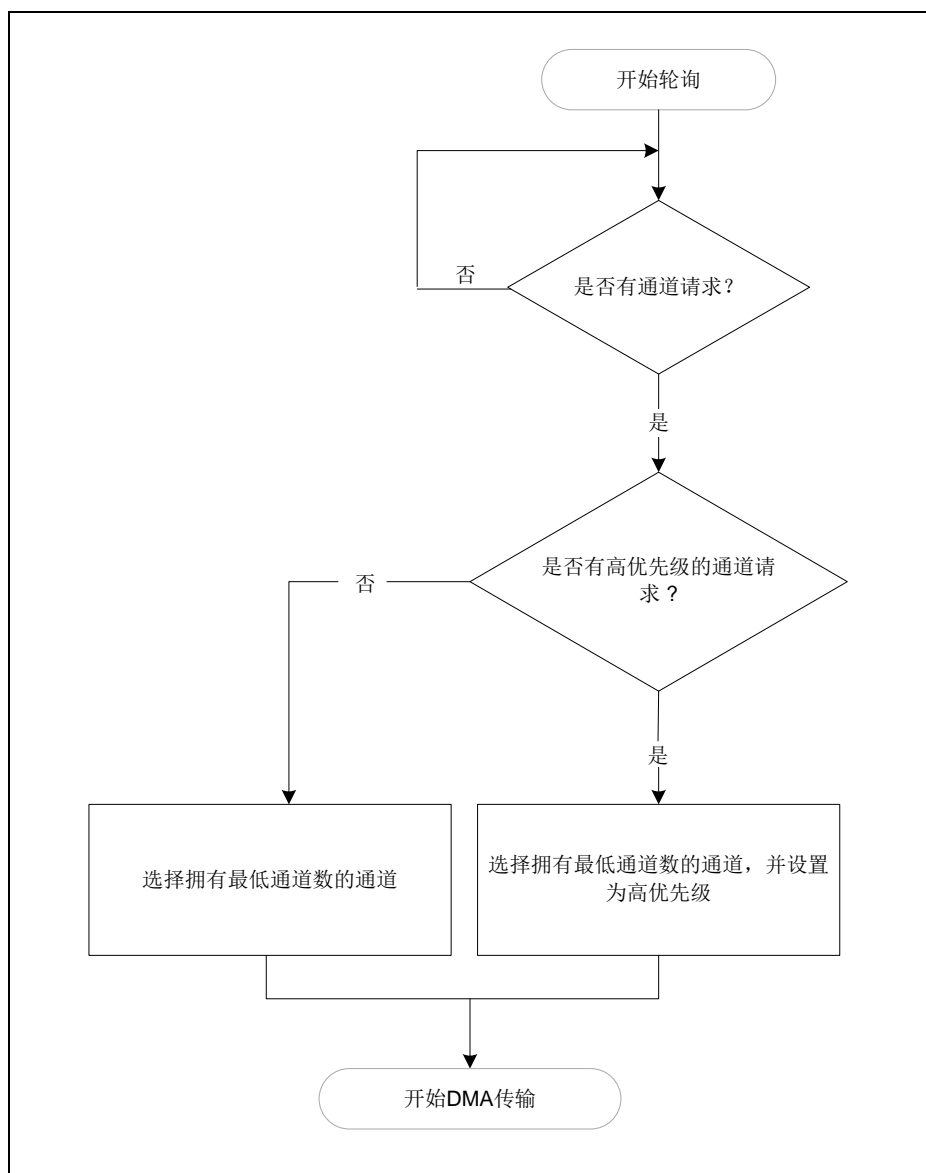 开始轮询
是否有通道请求？
否
是
是否有高优先级的通道请
求 ?
否
是
选择拥有最低通道数的通道
选择拥有最低通道数的通道，并设置
为高优先级
开始DMA传输